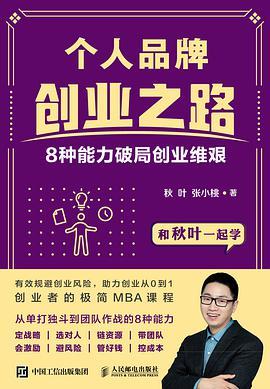 个人品牌
创业之路
8种能力破局创业维艰
秋 叶 张小桃·著
和秋叶一起学
有效规避创业风险，助力创业从0到1
创业者的极简MBA课程
从单打独斗到团队作战的8种能力
定战略 | 选对人 | 链资源 | 带团队
会激励 | 避风险 | 管好钱 | 控成本
中国工信出版集团 人民邮电出版社
POSTS & TELECOM PRESS